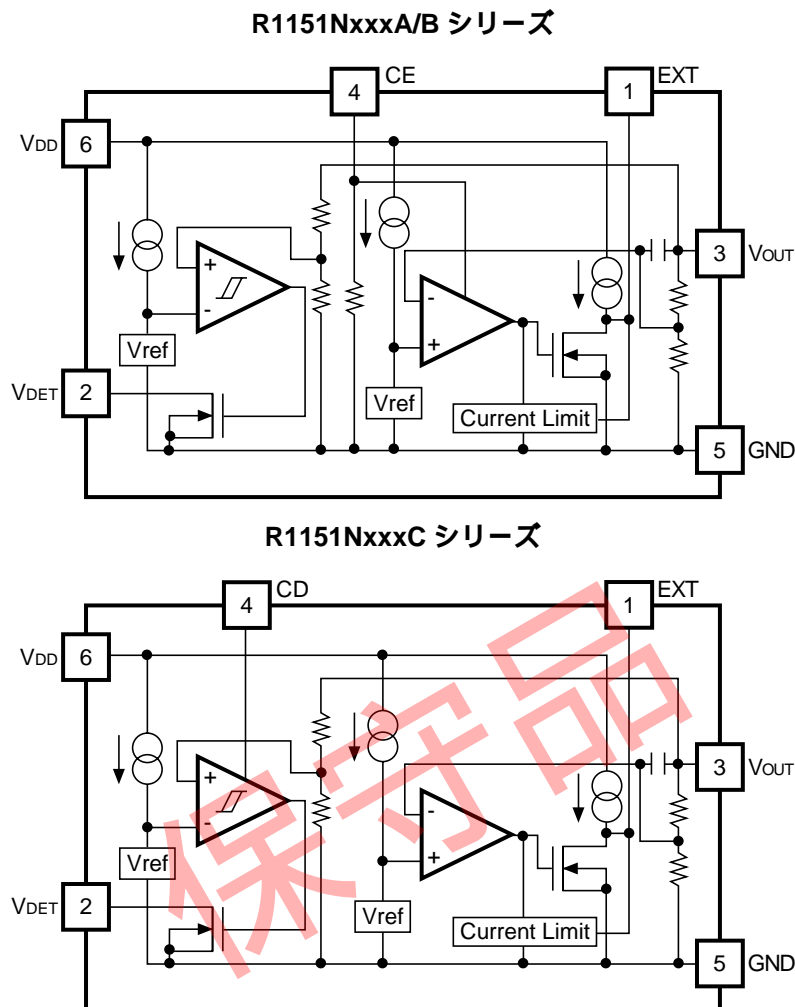 R1151NxxxA/B シリーズ
4 CE
1 EXT
VDD 6
+
-
Vref
-
+
Vref
Current Limit
3 VOUT
VDET 2
5 GND
R1151NxxxC シリーズ
4 CD
1 EXT
VDD 6
+
-
Vref
-
+
Vref
Current Limit
3 VOUT
VDET 2
5 GND
保守品